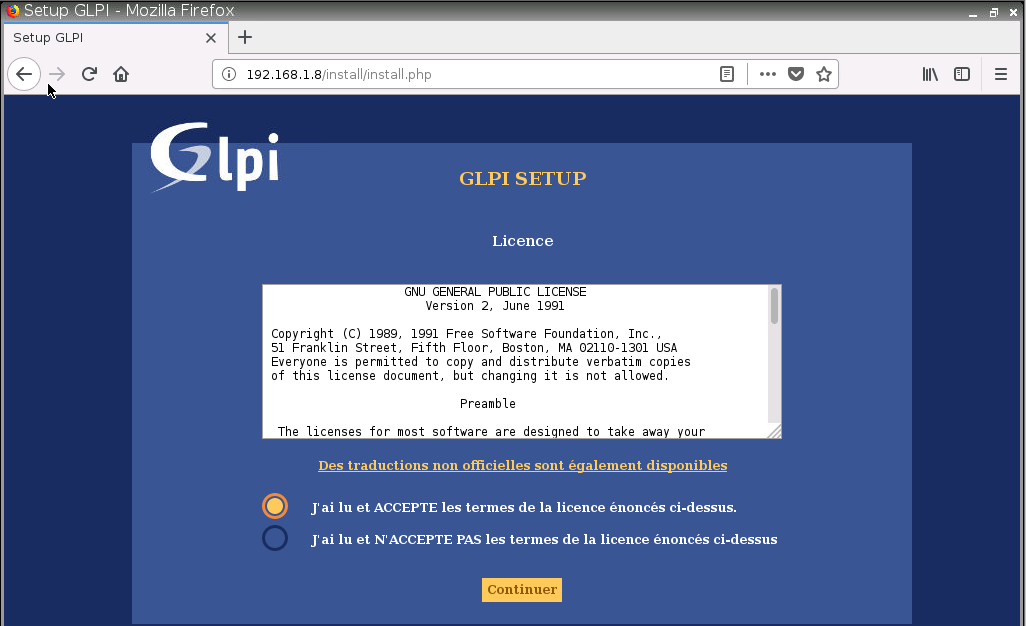 Setup GLPI - Mozilla Firefox
Setup GLPI
192.168.1.8/install/install.php
Glpi
GLPI SETUP
Licence
GNU GENERAL PUBLIC LICENSE
Version 2, June 1991
Copyright (C) 1989, 1991 Free Software Foundation, Inc.,
51 Franklin Street, Fifth Floor, Boston, MA 02110-1301 USA
Everyone is permitted to copy and distribute verbatim copies
of this license document, but changing it is not allowed.
Preamble
The licenses for most software are designed to take away your
Des traductions non officielles sont également disponibles
J'ai lu et ACCEPTE les termes de la licence énoncés ci-dessus.
J'ai lu et N'ACCEPTE PAS les termes de la licence énoncés ci-dessus
Continuer